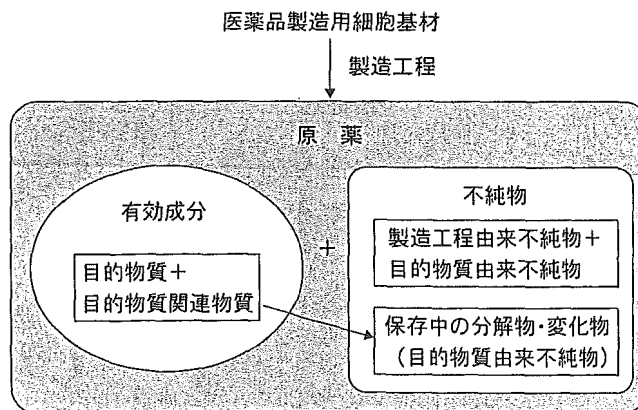 医薬品製造用細胞基材
製造工程
原 薬
有効成分
目的物質＋
目的物質関連物質
＋
不純物
製造工程由来不純物＋
目的物質由来不純物
保存中の分解物・変化物
（目的物質由来不純物）